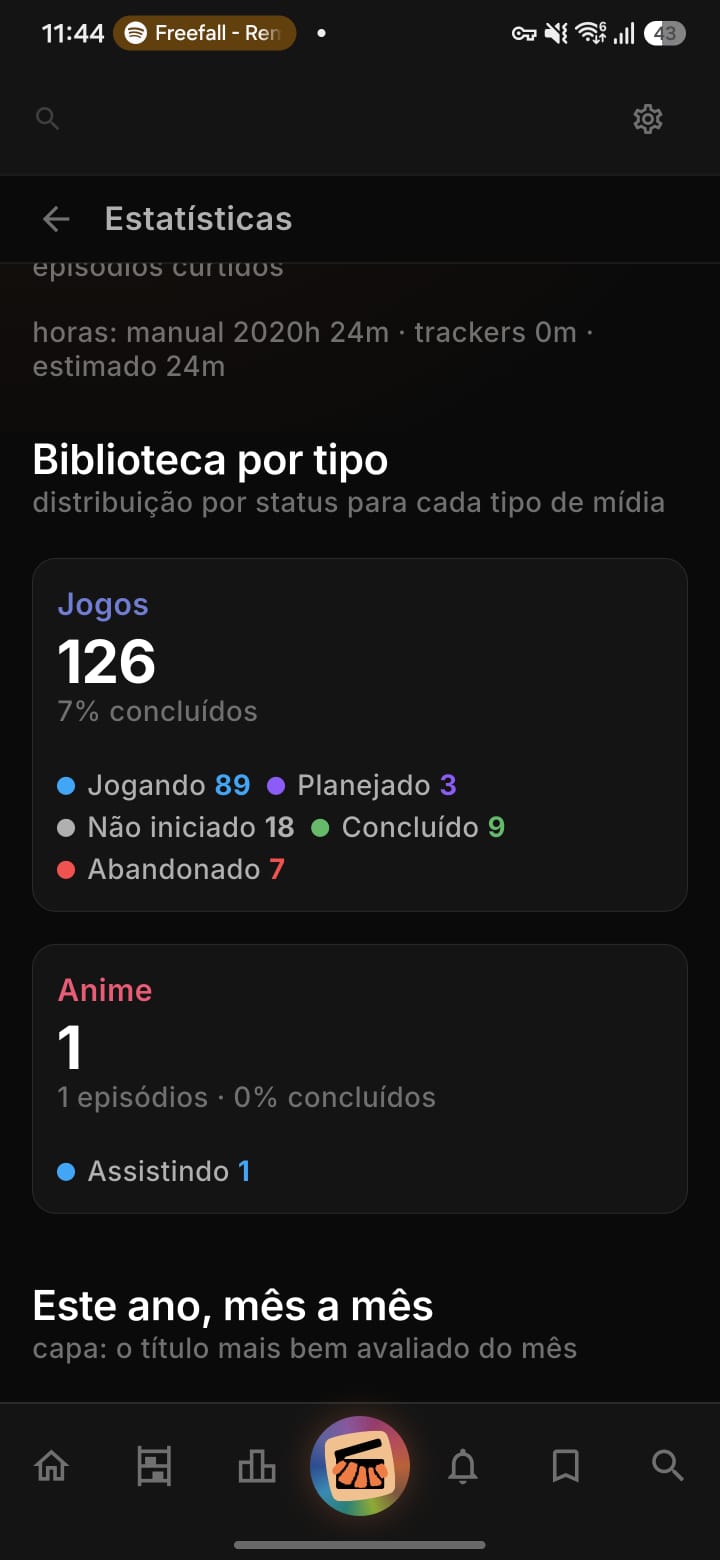 11:44 Freefall - Ren
6
43
Estatísticas
episódios curtidos
horas: manual 2020h 24m · trackers 0m ·
estimado 24m
Biblioteca por tipo
distribuição por status para cada tipo de mídia
Jogos
126
7% concluídos
Jogando 89 Planejado 3
Não iniciado 18 Concluído 9
Abandonado 7
Anime
1
1 episódios · 0% concluídos
Assistindo 1
Este ano, mês a mês
capa: o título mais bem avaliado do mês